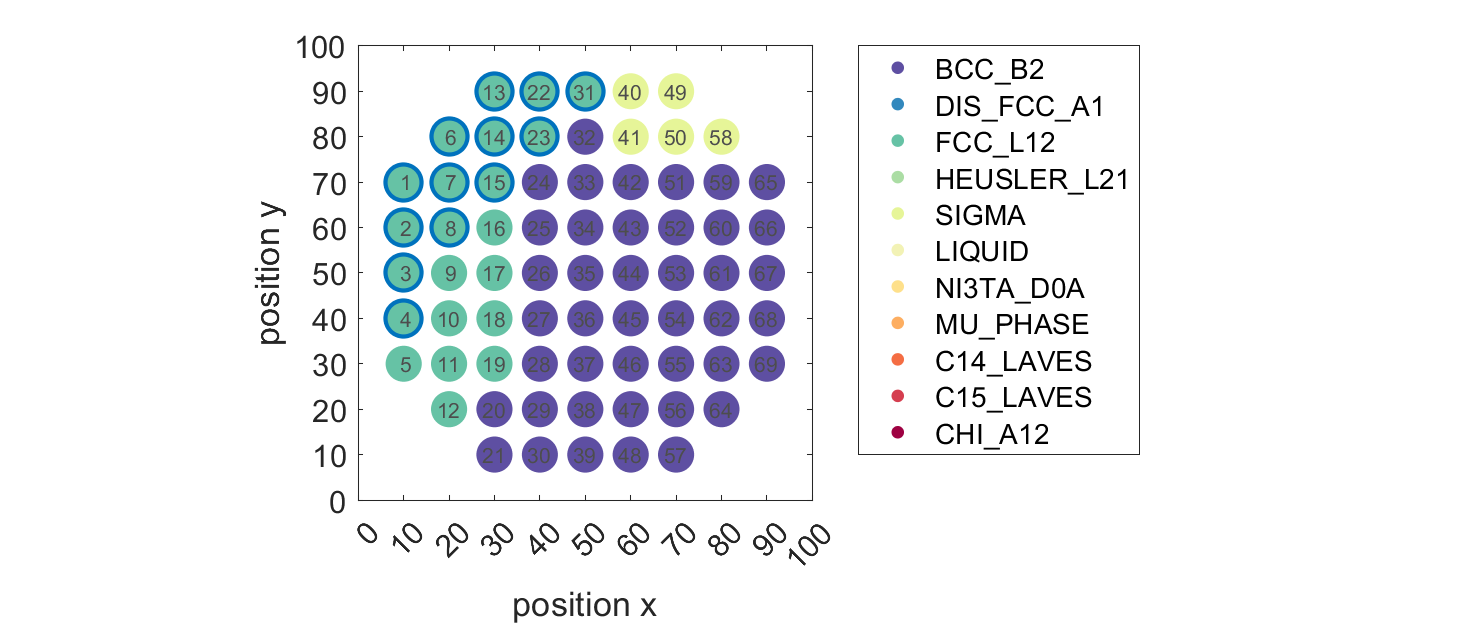 100
90
80
70
60
50
40
30
20
10
0
position y
13 22 31 40 49
6 14 23 32 41 50 58
1 7 15 24 33 42 51 59 65
2 8 16 25 34 43 52 60 66
3 9 17 26 35 44 53 61 67
4 10 18 27 36 45 54 62 68
5 11 19 28 37 46 55 63 69
12 20 29 38 47 56 64
21 30 39 48 57
0 10 20 30 40 50 60 70 80 90 100
position x
BCC_B2
DIS_FCC_A1
FCC_L12
HEUSLER_L21
SIGMA
LIQUID
NI3TA_D0A
MU_PHASE
C14_LAVES
C15_LAVES
CHI_A12